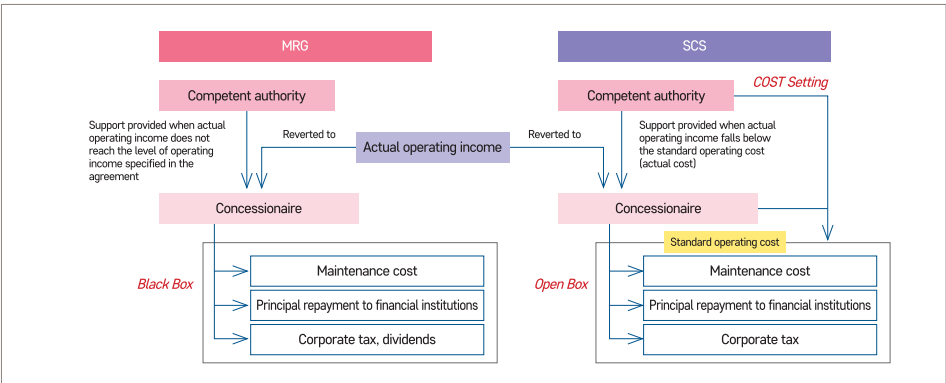 MRG
SCS
COST Setting
Competent authority
Competent authority
Support provided when actual
operating income does not
reach the level of operating
income specified in the
agreement
Reverted to
Actual operating income
Reverted to
Support provided when actual
operating income falls below
the standard operating cost
(actual cost)
Concessionaire
Concessionaire
Standard operating cost
Black Box
Maintenance cost
Principal repayment to financial institutions
Corporate tax, dividends
Open Box
Maintenance cost
Principal repayment to financial institutions
Corporate tax